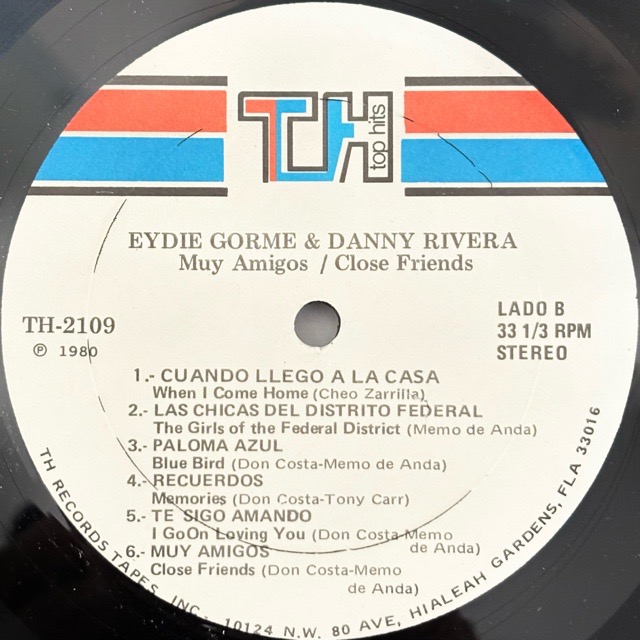 TH top hits
EYDIE GORME & DANNY RIVERA
Muy Amigos / Close Friends
TH-2109
℗ 1980
LADO B
33 1/3 RPM
STEREO
1.- CUANDO LLEGO A LA CASA
When I Come Home (Cheo Zarrilla)
2.- LAS CHICAS DEL DISTRITO FEDERAL
The Girls of the Federal District (Memo de Anda)
3.- PALOMA AZUL
Blue Bird (Don Costa-Memo de Anda)
4.- RECUERDOS
Memories (Don Costa-Tony Carr)
5.- TE SIGO AMANDO
I GoOn Loving You (Don Costa-Memo
de Anda)
6.- MUY AMIGOS
Close Friends (Don Costa-Memo
de Anda)
TH RECORDS TAPES, INC. 10124 N.W. 80 AVE, HIALEAH GARDENS, FLA 33016